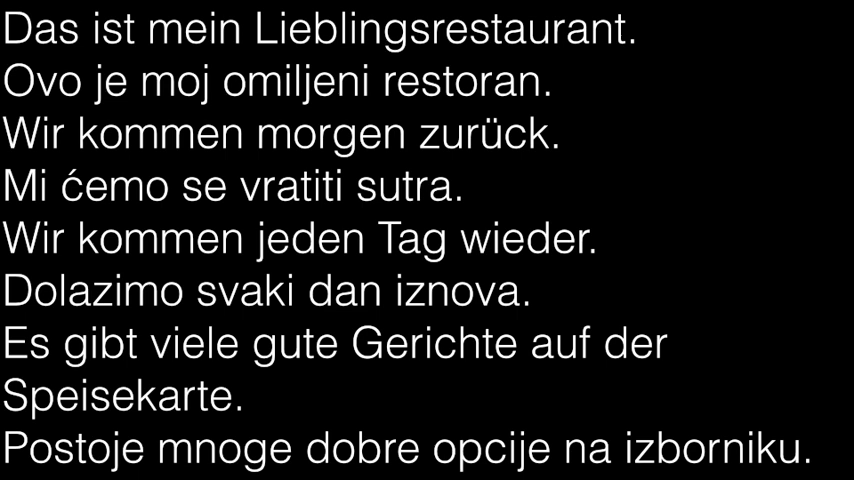 Das ist mein Lieblingsrestaurant.
Ovo je moj omiljeni restoran.
Wir kommen morgen zurück.
Mi ćemo se vratiti sutra.
Wir kommen jeden Tag wieder.
Dolazimo svaki dan iznova.
Es gibt viele gute Gerichte auf der
Speisekarte.
Postoje mnoge dobre opcije na izborniku.